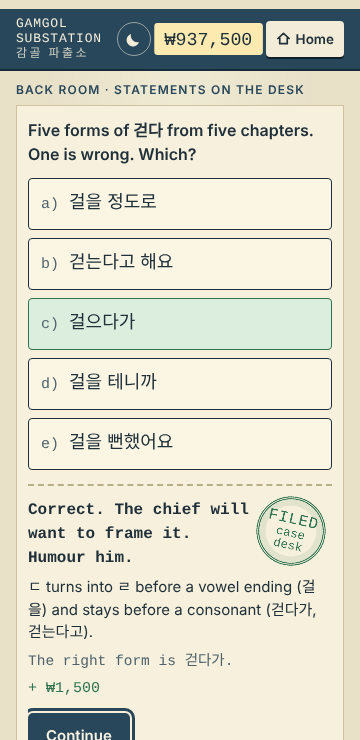 GAMGOL
SUBSTATION
감골 파출소
₩937,500
Home
BACK ROOM · STATEMENTS ON THE DESK
Five forms of 걷다 from five chapters.
One is wrong. Which?
a) 걸을 정도로
b) 걷는다고 해요
c) 걸으다가
d) 걸을 테니까
e) 걸을 뻔했어요
Correct. The chief will
want to frame it.
Humour him.
FILED
case
desk
ㄷ turns into ㄹ before a vowel ending (걸
을) and stays before a consonant (걷다가,
걷는다고).
The right form is 걷다가.
+ ₩1,500
Continue